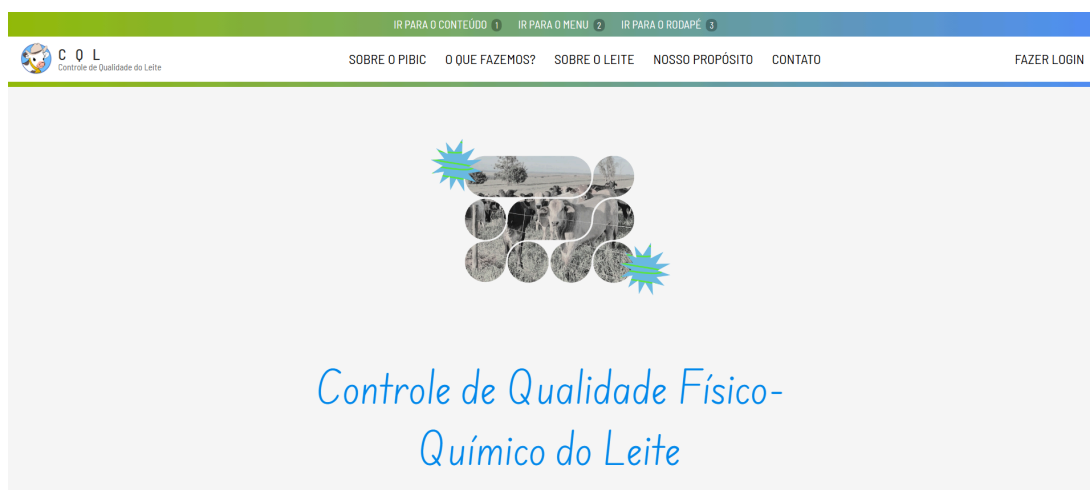 IR PARA O CONTEÚDO 1 IR PARA O MENU 2 IR PARA O RODAPÉ 3
C Q L
Controle de Qualidade do Leite
SOBRE O PIBIC O QUE FAZEMOS? SOBRE O LEITE NOSSO PROPÓSITO CONTATO FAZER LOGIN
Controle de Qualidade Físico-
Químico do Leite